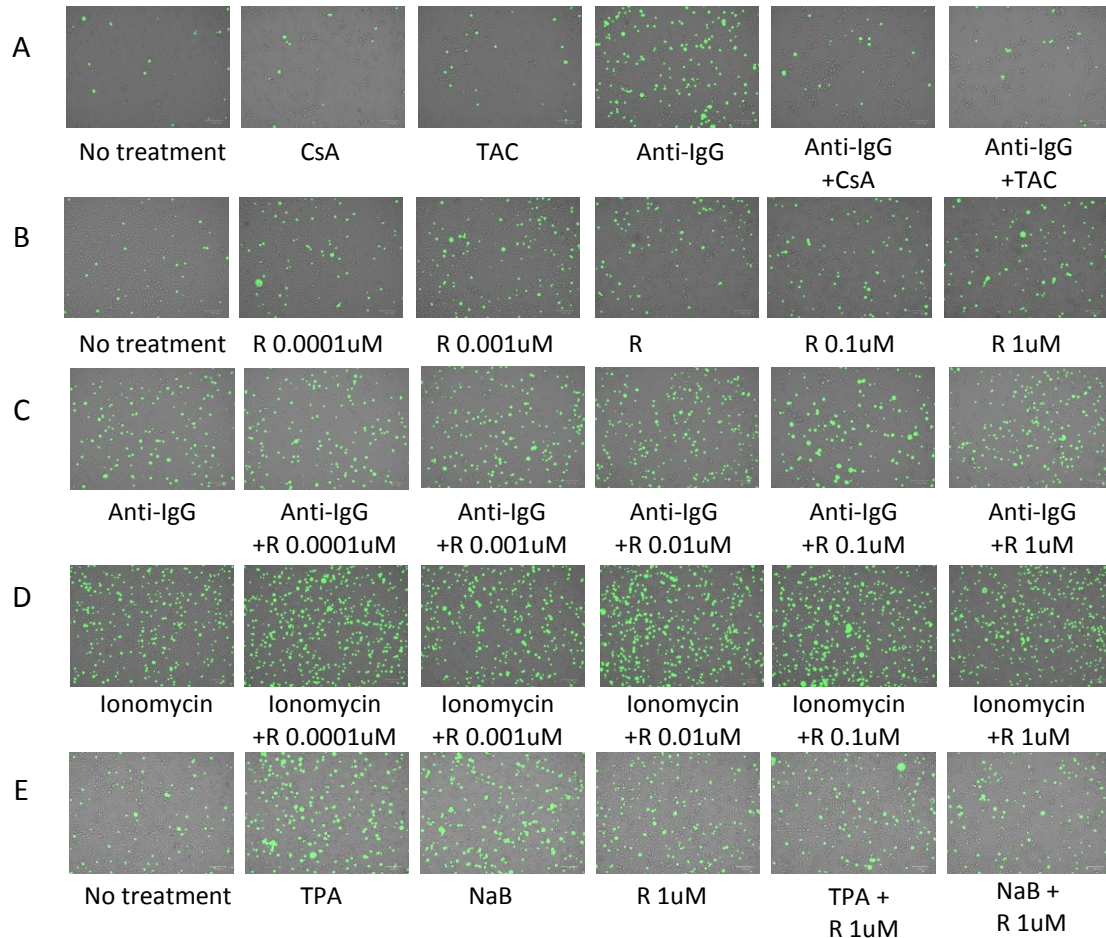 A
No treatment
CsA
TAC
Anti-IgG
Anti-IgG
+CsA
Anti-IgG
+TAC
B
No treatment
R 0.0001uM
R 0.001uM
R
R 0.1uM
R 1uM
C
Anti-IgG
Anti-IgG
+R 0.0001uM
Anti-IgG
+R 0.001uM
Anti-IgG
+R 0.01uM
Anti-IgG
+R 0.1uM
Anti-IgG
+R 1uM
D
Ionomycin
Ionomycin
+R 0.0001uM
Ionomycin
+R 0.001uM
Ionomycin
+R 0.01uM
Ionomycin
+R 0.1uM
Ionomycin
+R 1uM
E
No treatment
TPA
NaB
R 1uM
TPA +
R 1uM
NaB +
R 1uM